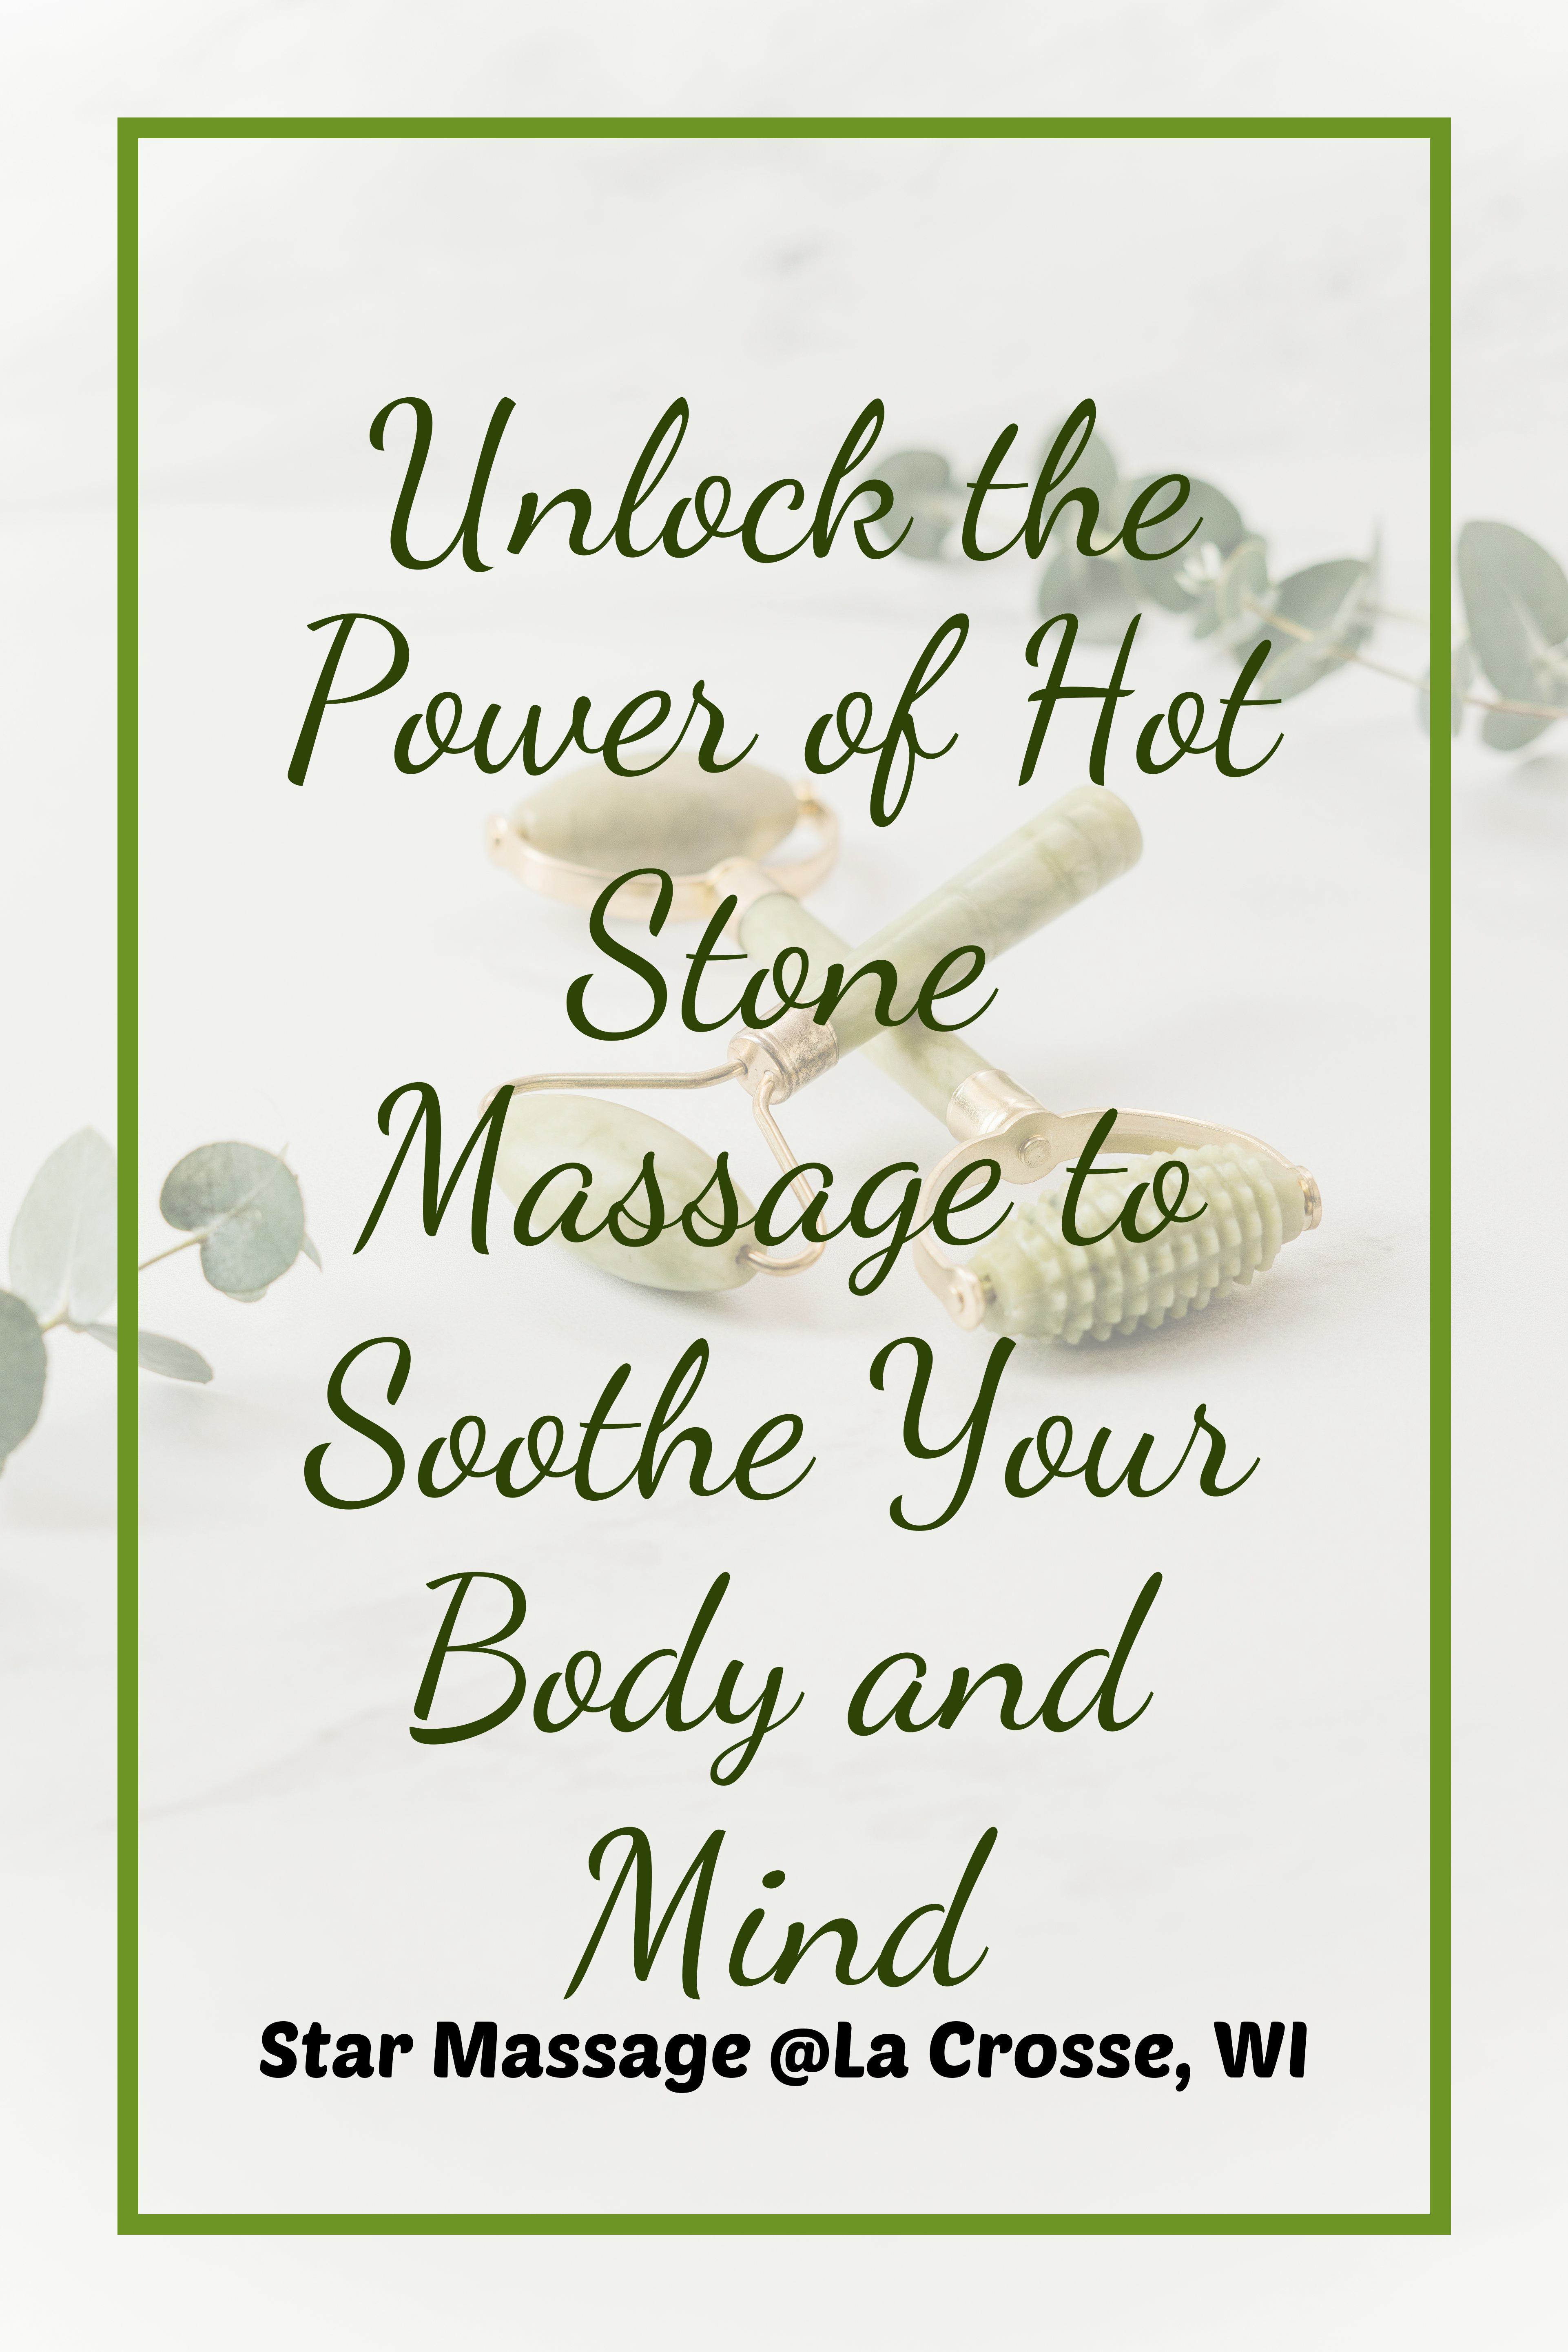 Unlock the
Power of Hot
Stone
Massage to
Soothe Your
Body and
Mind
Star Massage @La Crosse, WI